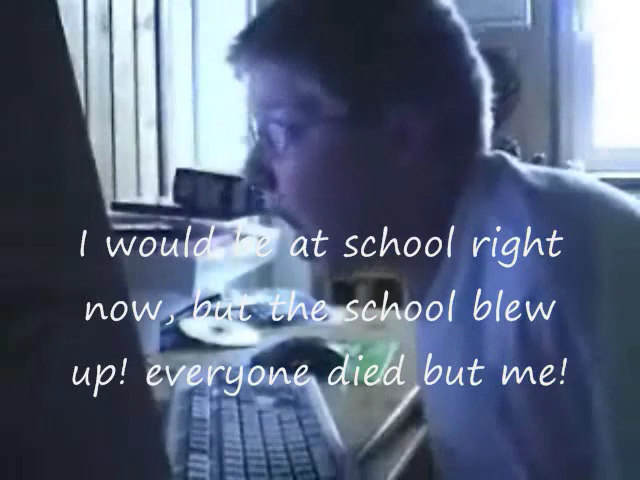 I would be at school right
now, but the school blew
up! everyone died but me!